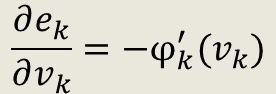 ∂e_k/∂v_k = −φ′_k(v_k)